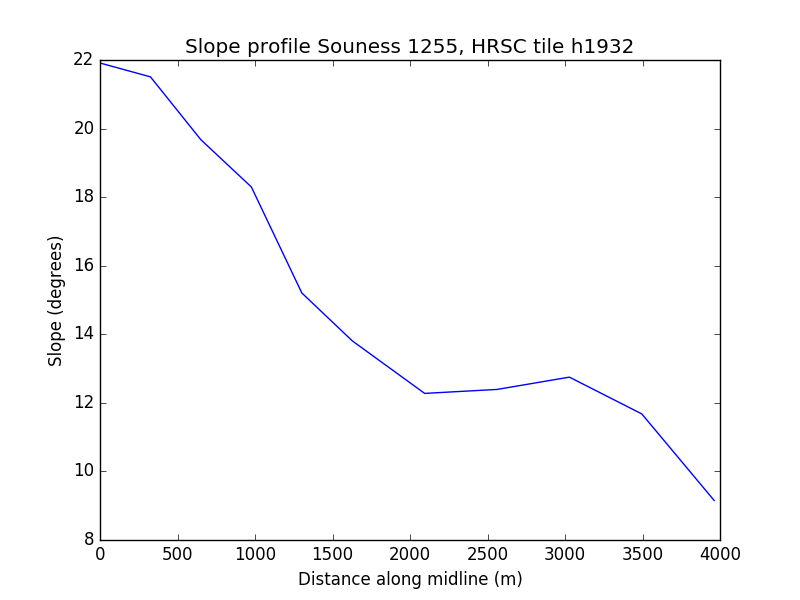 Slope profile Souness 1255, HRSC tile h1932
22
20
18
16
14
12
10
8
Slope (degrees)
0 500 1000 1500 2000 2500 3000 3500 4000
Distance along midline (m)